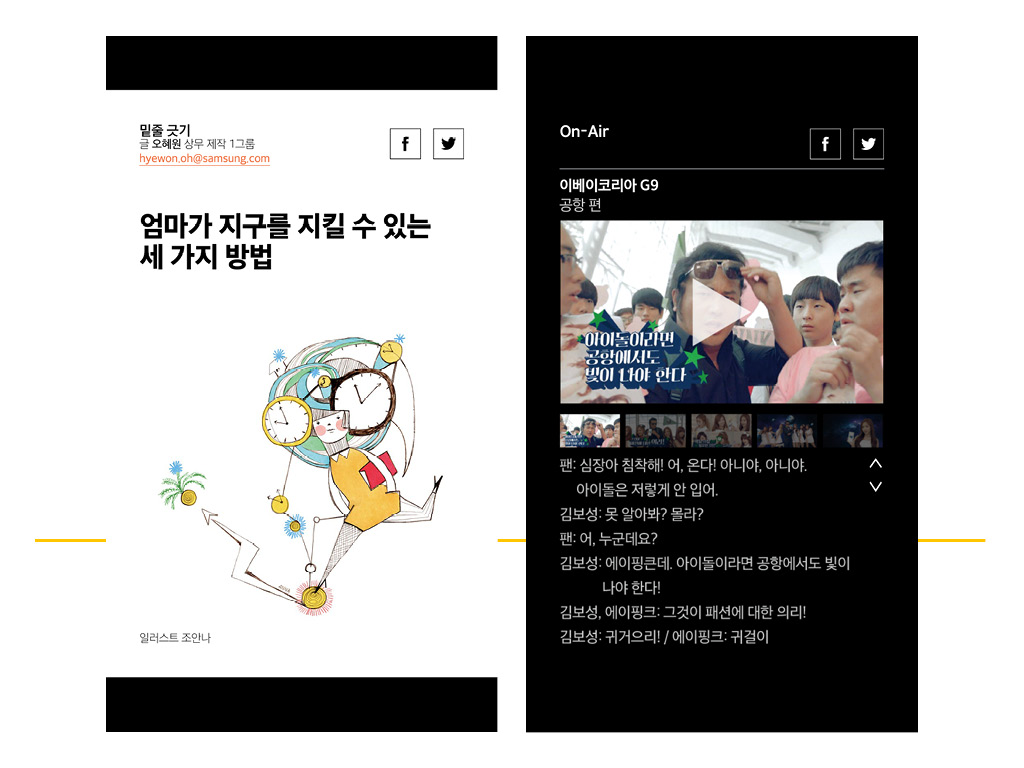 밑줄 긋기
글 오혜원 상무 제작 1그룹
hyewon.oh@samsung.com
엄마가 지구를 지킬 수 있는
세 가지 방법
일러스트 조안나
On-Air
이베이코리아 G9
공항 편
아이돌이라면
공항에서도
빛이 나야 한다
팬: 심장아 침착해! 어, 온다! 아니야, 아니야.
아이돌은 저렇게 안 입어.
김보성: 못 알아봐? 몰라?
팬: 어, 누군데요?
김보성: 에이핑큰데. 아이돌이라면 공항에서도 빛이
나야 한다!
김보성, 에이핑크: 그것이 패션에 대한 의리!
김보성: 귀거으리! / 에이핑크: 귀걸이